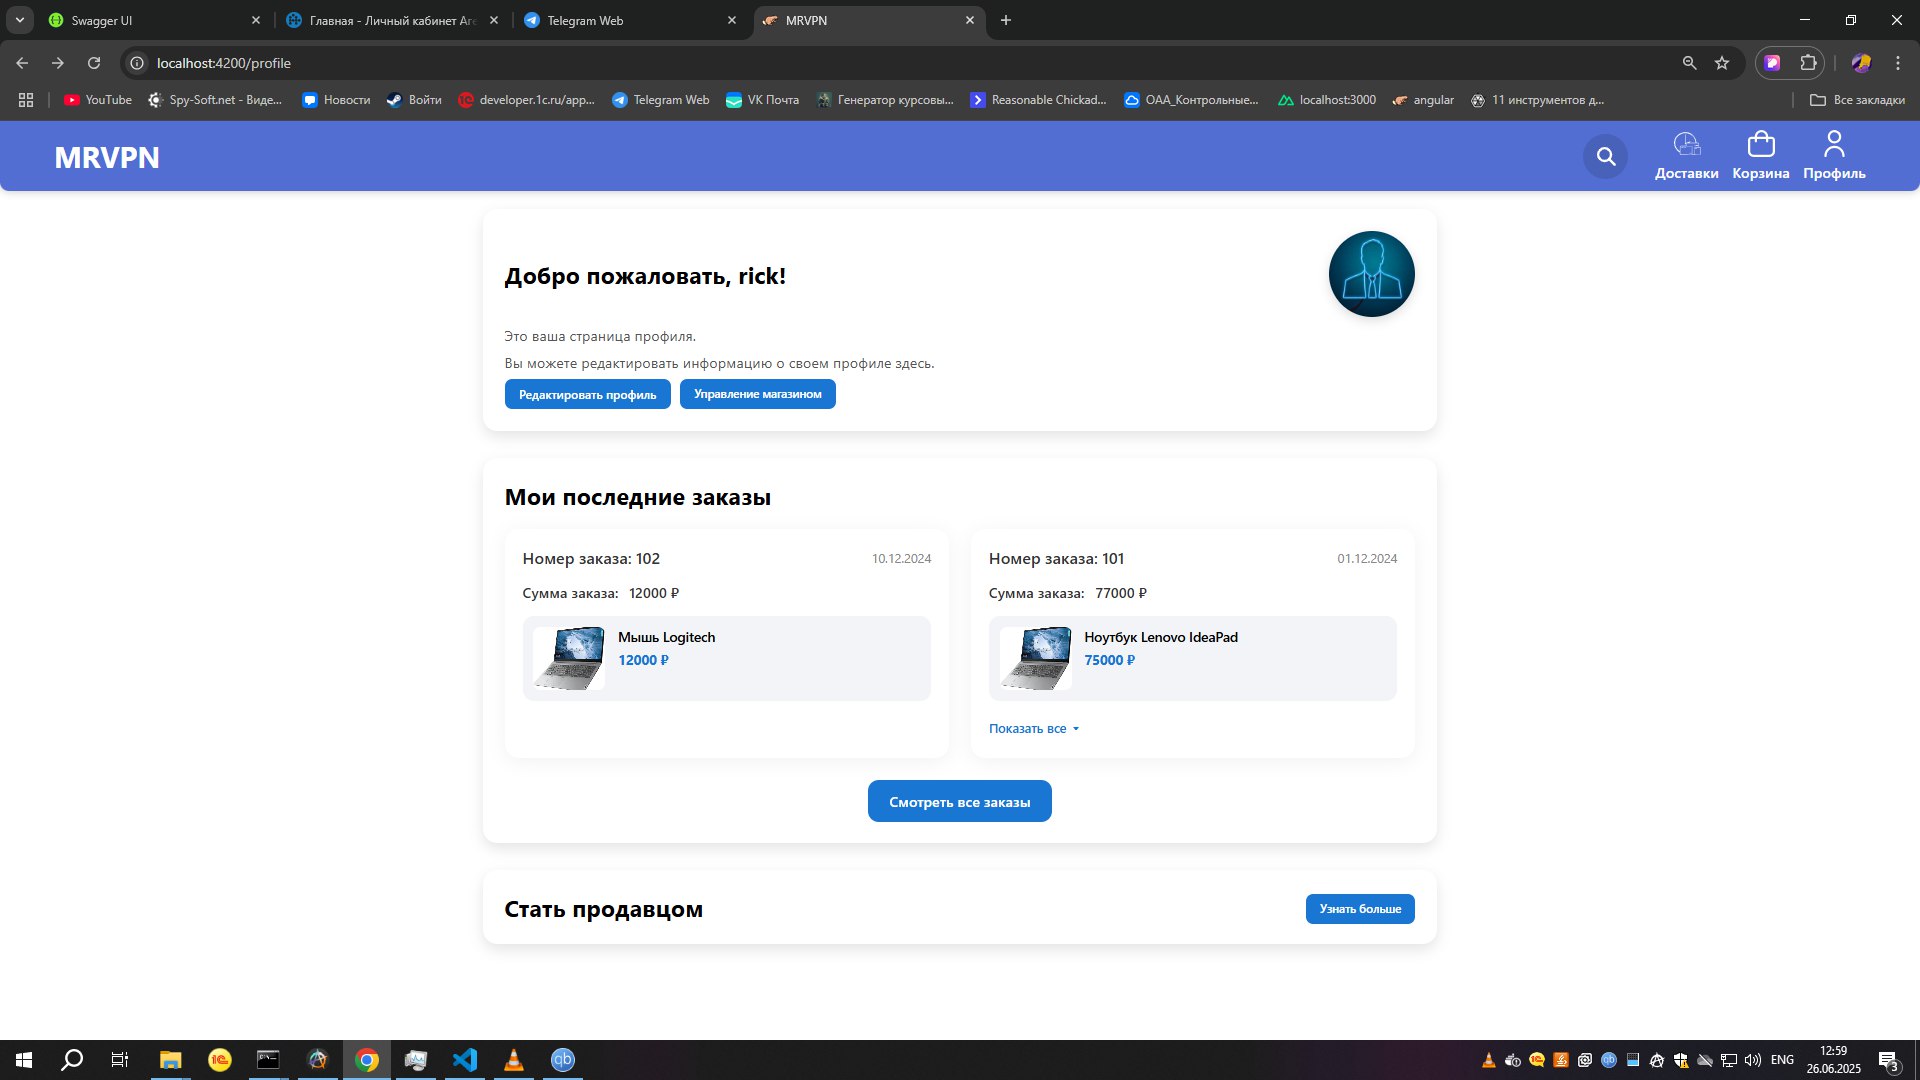 Swagger UI
Главная - Личный кабинет Аге
Telegram Web
MRVPN
localhost:4200/profile
YouTube
Spy-Soft.net - Виде...
Новости
Войти
developer.1c.ru/app...
Telegram Web
VK Почта
Генератор курсовы...
Reasonable Chickad...
ОАА_Контрольные...
localhost:3000
angular
11 инструментов д...
Все закладки
MRVPN
Доставки
Корзина
Профиль
Добро пожаловать, rick!
Это ваша страница профиля.
Вы можете редактировать информацию о своем профиле здесь.
Редактировать профиль
Управление магазином
Мои последние заказы
Номер заказа: 102
10.12.2024
Сумма заказа: 12000 ₽
Мышь Logitech
12000 ₽
Номер заказа: 101
01.12.2024
Сумма заказа: 77000 ₽
Ноутбук Lenovo IdeaPad
75000 ₽
Показать все
Смотреть все заказы
Стать продавцом
Узнать больше
ENG
12:59
26.06.2025
3